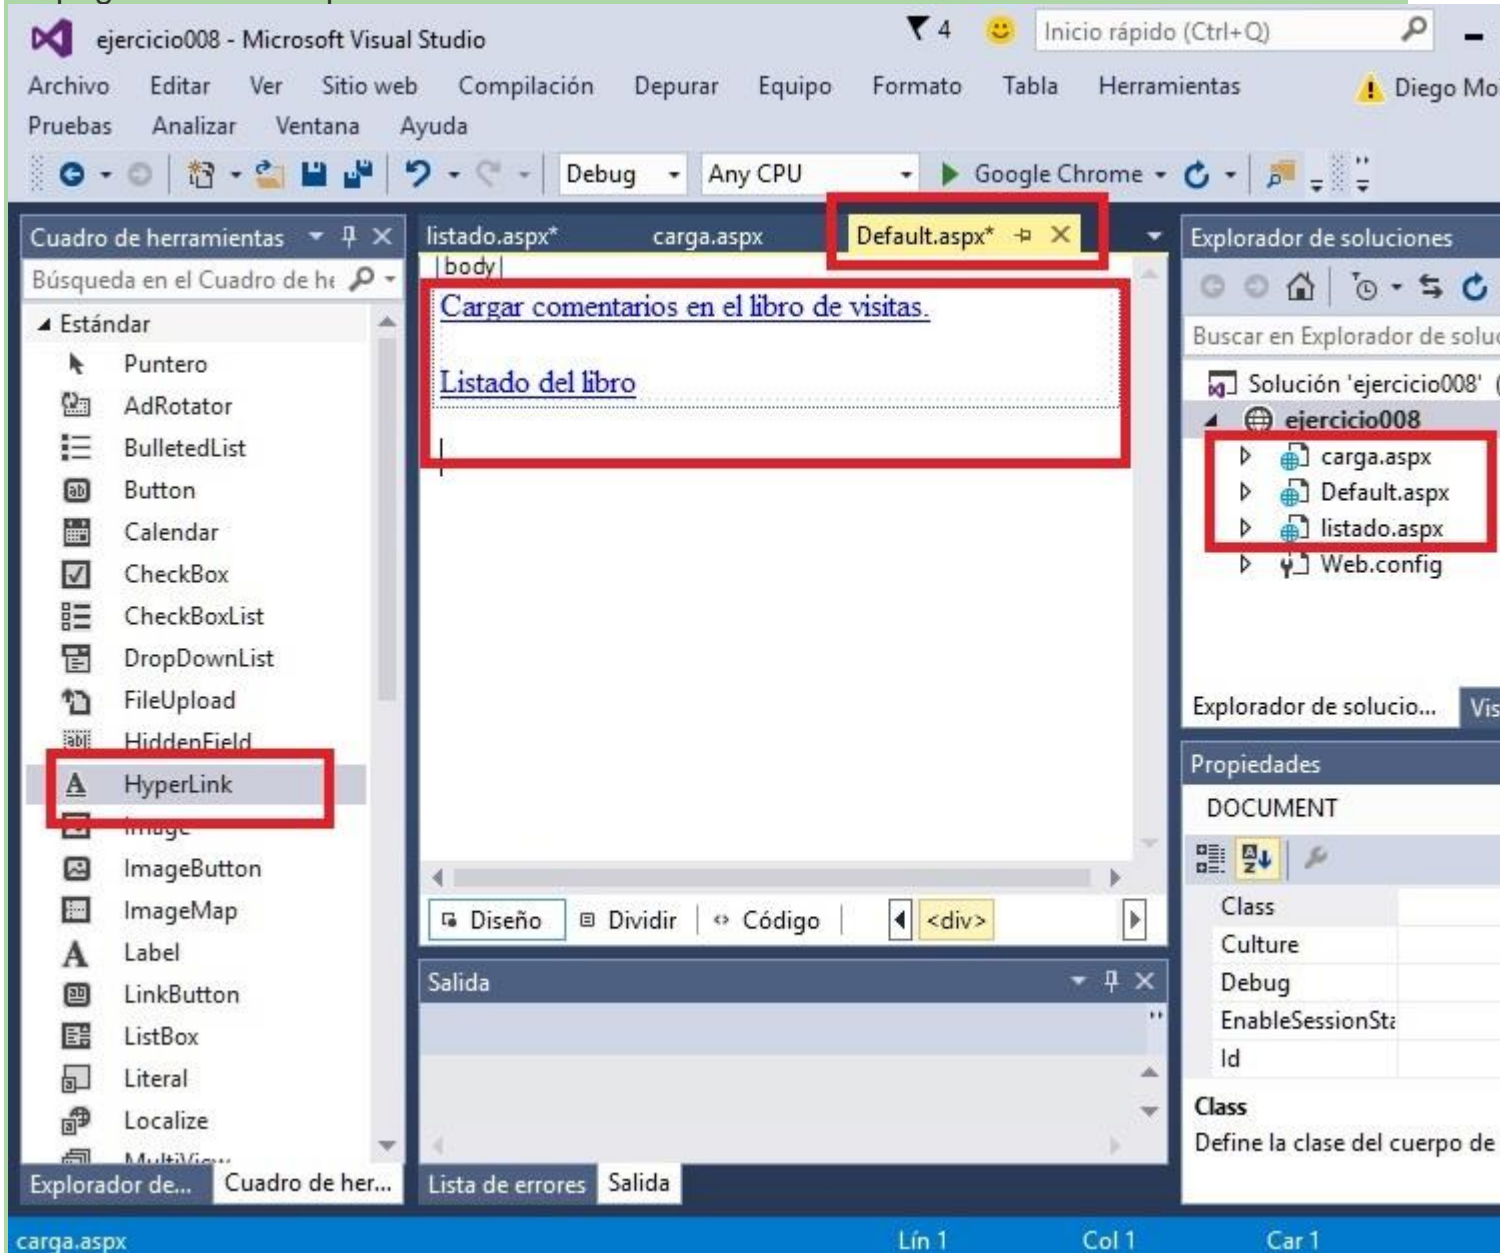 ejercicio008 - Microsoft Visual Studio
4
Inicio rápido (Ctrl+Q)
Archivo Editar Ver Sitio web Compilación Depurar Equipo Formato Tabla Herramientas
Diego Mo
Pruebas Analizar Ventana Ayuda
Debug Any CPU Google Chrome
Cuadro de herramientas
Búsqueda en el Cuadro de he
Estándar
Puntero
AdRotator
BulletedList
Button
Calendar
CheckBox
CheckBoxList
DropDownList
FileUpload
HiddenField
HyperLink
Image
ImageButton
ImageMap
Label
LinkButton
ListBox
Literal
Localize
MultiView
Explorador de... Cuadro de her...
listado.aspx* carga.aspx Default.aspx*
|body|
Cargar comentarios en el libro de visitas.
Listado del libro
Diseño Dividir Código <div>
Salida
Lista de errores Salida
Explorador de soluciones
Buscar en Explorador de soluc
Solución 'ejercicio008' (
ejercicio008
carga.aspx
Default.aspx
listado.aspx
Web.config
Explorador de solucio... Vis
Propiedades
DOCUMENT
Class
Culture
Debug
EnableSessionSta
Id
Class
Define la clase del cuerpo de
carga.aspx Lín 1 Col 1 Car 1